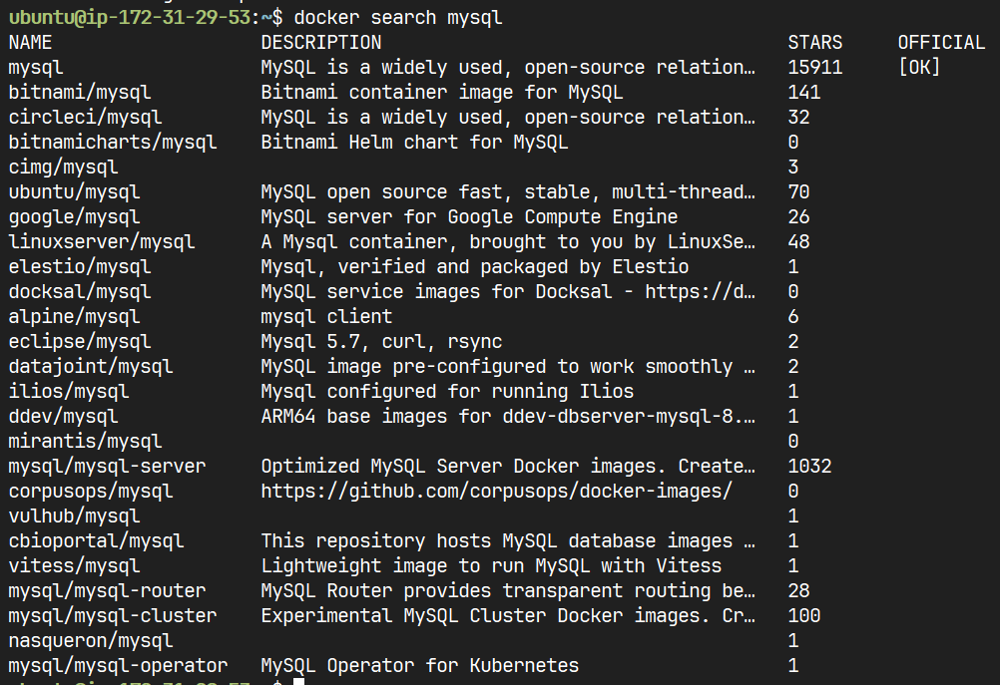 ubuntu@ip-172-31-29-53:~$ docker search mysql
NAME DESCRIPTION STARS OFFICIAL
mysql MySQL is a widely used, open-source relation… 15911 [OK]
bitnami/mysql Bitnami container image for MySQL 141
circleci/mysql MySQL is a widely used, open-source relation… 32
bitnamicharts/mysql Bitnami Helm chart for MySQL 0
cimg/mysql 3
ubuntu/mysql MySQL open source fast, stable, multi-thread… 70
google/mysql MySQL server for Google Compute Engine 26
linuxserver/mysql A Mysql container, brought to you by LinuxSe… 48
elestio/mysql Mysql, verified and packaged by Elestio 1
docksal/mysql MySQL service images for Docksal - https://d… 0
alpine/mysql mysql client 6
eclipse/mysql Mysql 5.7, curl, rsync 2
datajoint/mysql MySQL image pre-configured to work smoothly … 2
ilios/mysql Mysql configured for running Ilios 1
ddev/mysql ARM64 base images for ddev-dbserver-mysql-8.… 1
mirantis/mysql 0
mysql/mysql-server Optimized MySQL Server Docker images. Create… 1032
corpusops/mysql https://github.com/corpusops/docker-images/ 0
vulhub/mysql 1
cbioportal/mysql This repository hosts MySQL database images … 1
vitess/mysql Lightweight image to run MySQL with Vitess 1
mysql/mysql-router MySQL Router provides transparent routing be… 28
mysql/mysql-cluster Experimental MySQL Cluster Docker images. Cr… 100
nasqueron/mysql 1
mysql/mysql-operator MySQL Operator for Kubernetes 1